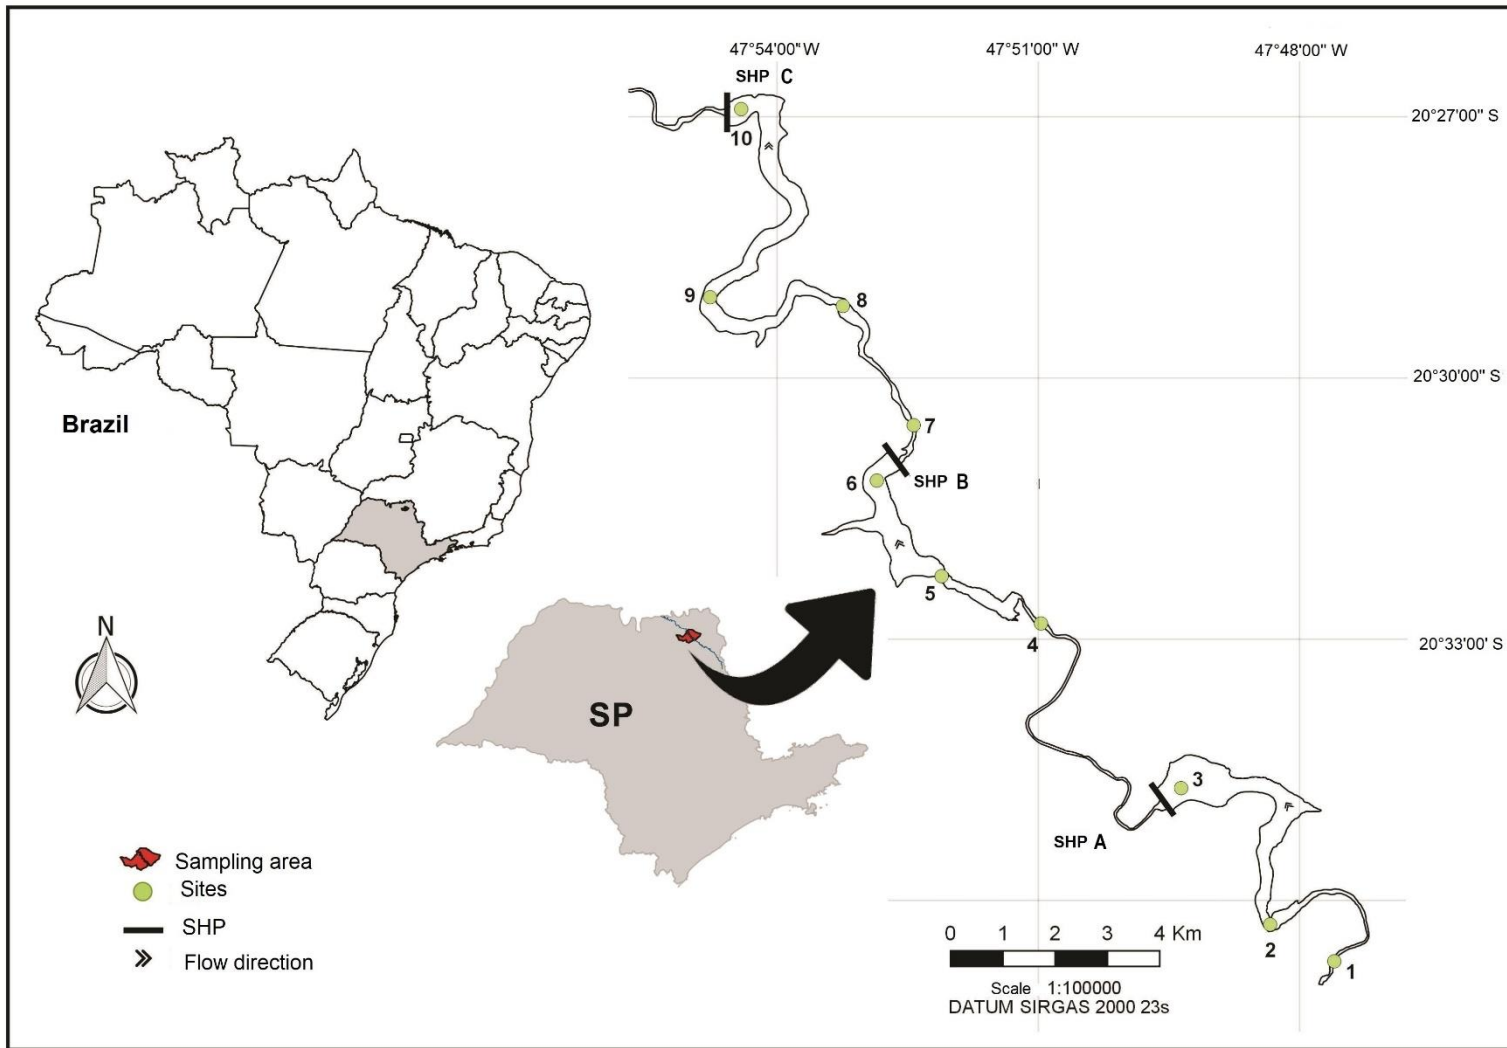 47°54'00" W
47°51'00" W
47°48'00" W
SHP C
20°27'00" S
10
9
8
20°30'00" S
7
Brazil
6
SHP B
5
4
20°33'00' S
N
SP
3
SHP A
Sampling area
Sites
SHP
Flow direction
0 1 2 3 4 Km
2
1
Scale 1:100000
DATUM SIRGAS 2000 23s